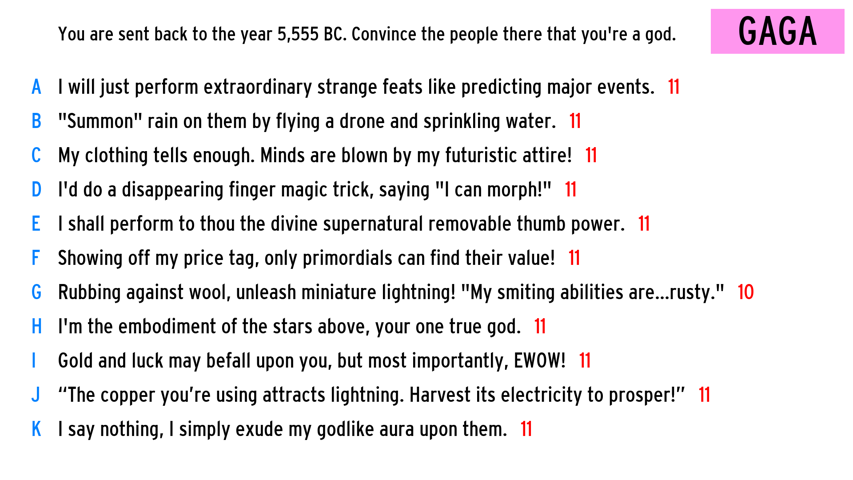 You are sent back to the year 5,555 BC. Convince the people there that you're a god.
GAGA
A I will just perform extraordinary strange feats like predicting major events. 11
B "Summon" rain on them by flying a drone and sprinkling water. 11
C My clothing tells enough. Minds are blown by my futuristic attire! 11
D I'd do a disappearing finger magic trick, saying "I can morph!" 11
E I shall perform to thou the divine supernatural removable thumb power. 11
F Showing off my price tag, only primordials can find their value! 11
G Rubbing against wool, unleash miniature lightning! "My smiting abilities are...rusty." 10
H I'm the embodiment of the stars above, your one true god. 11
I Gold and luck may befall upon you, but most importantly, EWOW! 11
J “The copper you’re using attracts lightning. Harvest its electricity to prosper!” 11
K I say nothing, I simply exude my godlike aura upon them. 11